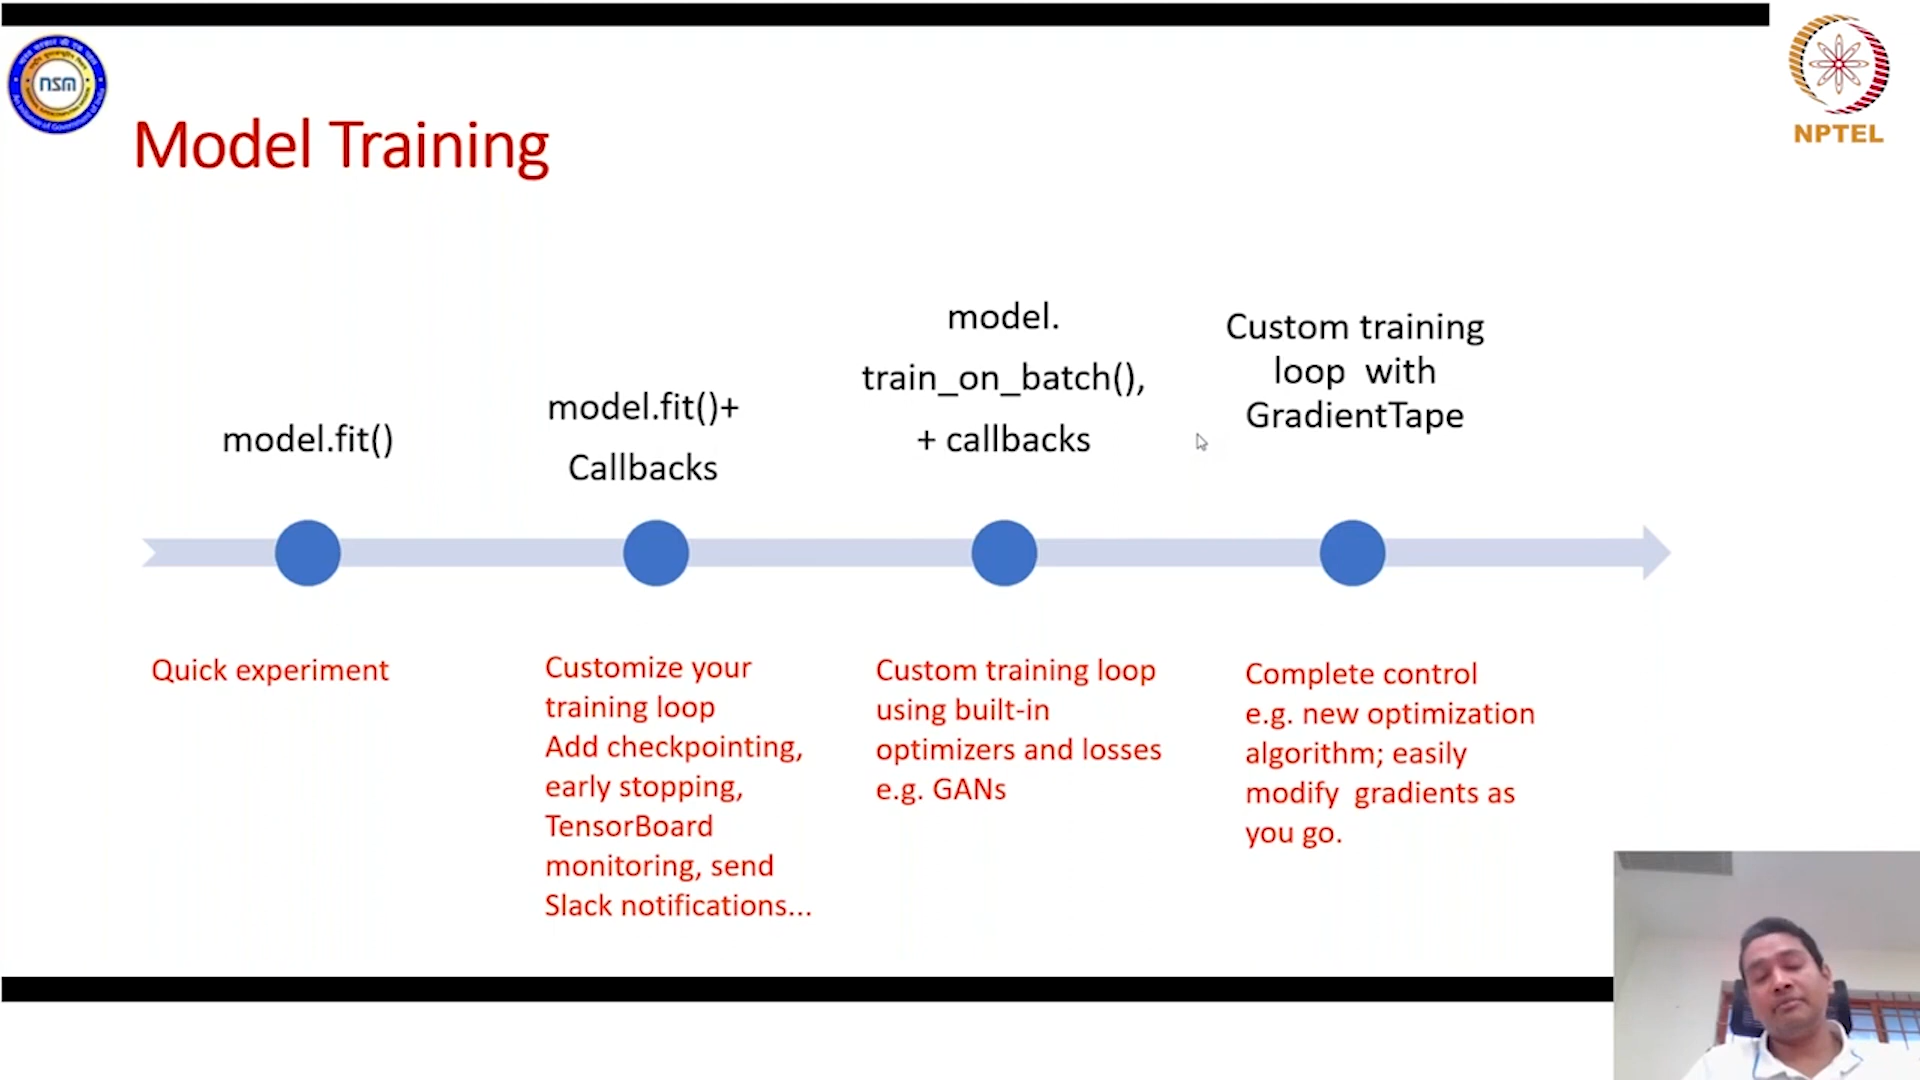 nsm
NPTEL
Model Training
model.fit()
model.fit()+
Callbacks
model.
train_on_batch(),
+ callbacks
Custom training
loop with
GradientTape
Quick experiment
Customize your
training loop
Add checkpointing,
early stopping,
TensorBoard
monitoring, send
Slack notifications...
Custom training loop
using built-in
optimizers and losses
e.g. GANs
Complete control
e.g. new optimization
algorithm; easily
modify gradients as
you go.